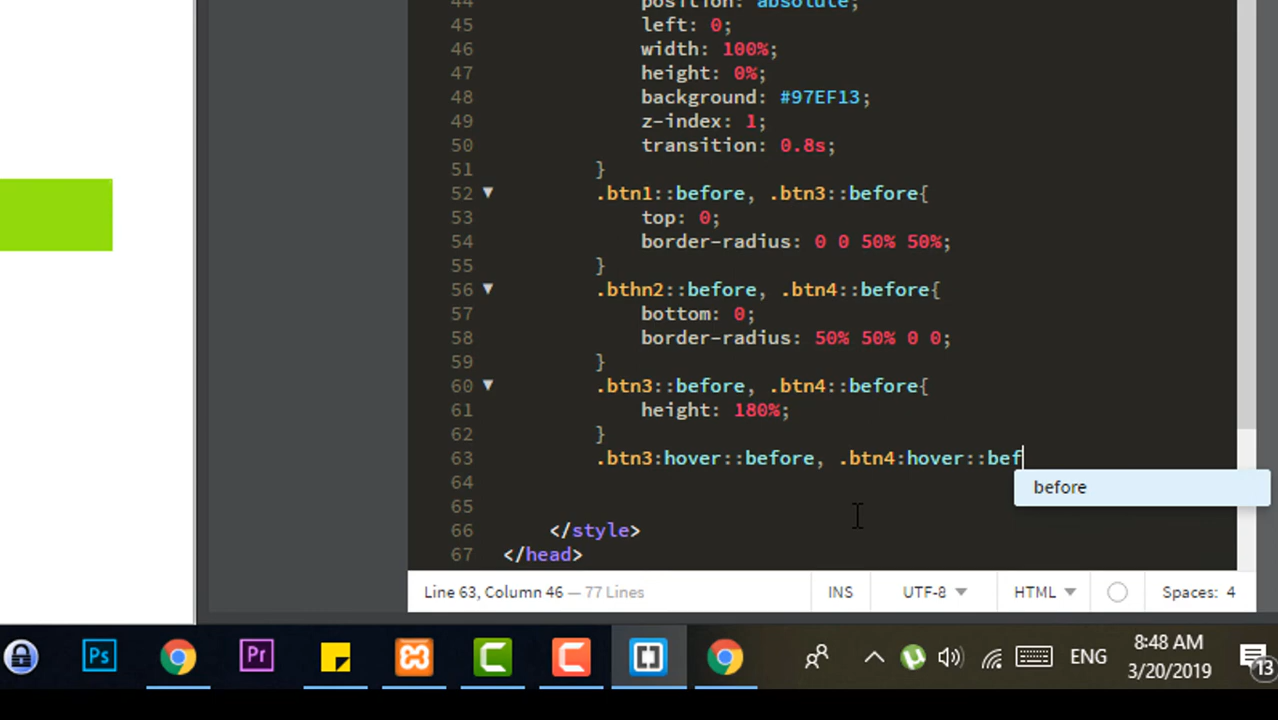 44 position: absolute;
45 left: 0;
46 width: 100%;
47 height: 0%;
48 background: #97EF13;
49 z-index: 1;
50 transition: 0.8s;
51 }
52 ▼ .btn1::before, .btn3::before{
53 top: 0;
54 border-radius: 0 0 50% 50%;
55 }
56 ▼ .bthn2::before, .btn4::before{
57 bottom: 0;
58 border-radius: 50% 50% 0 0;
59 }
60 ▼ .btn3::before, .btn4::before{
61 height: 180%;
62 }
63 .btn3:hover::before, .btn4:hover::bef
before
64
65
66 </style>
67 </head>
Line 63, Column 46 — 77 Lines INS UTF-8 HTML Spaces: 4
Ps Pr ENG 8:48 AM
3/20/2019 13